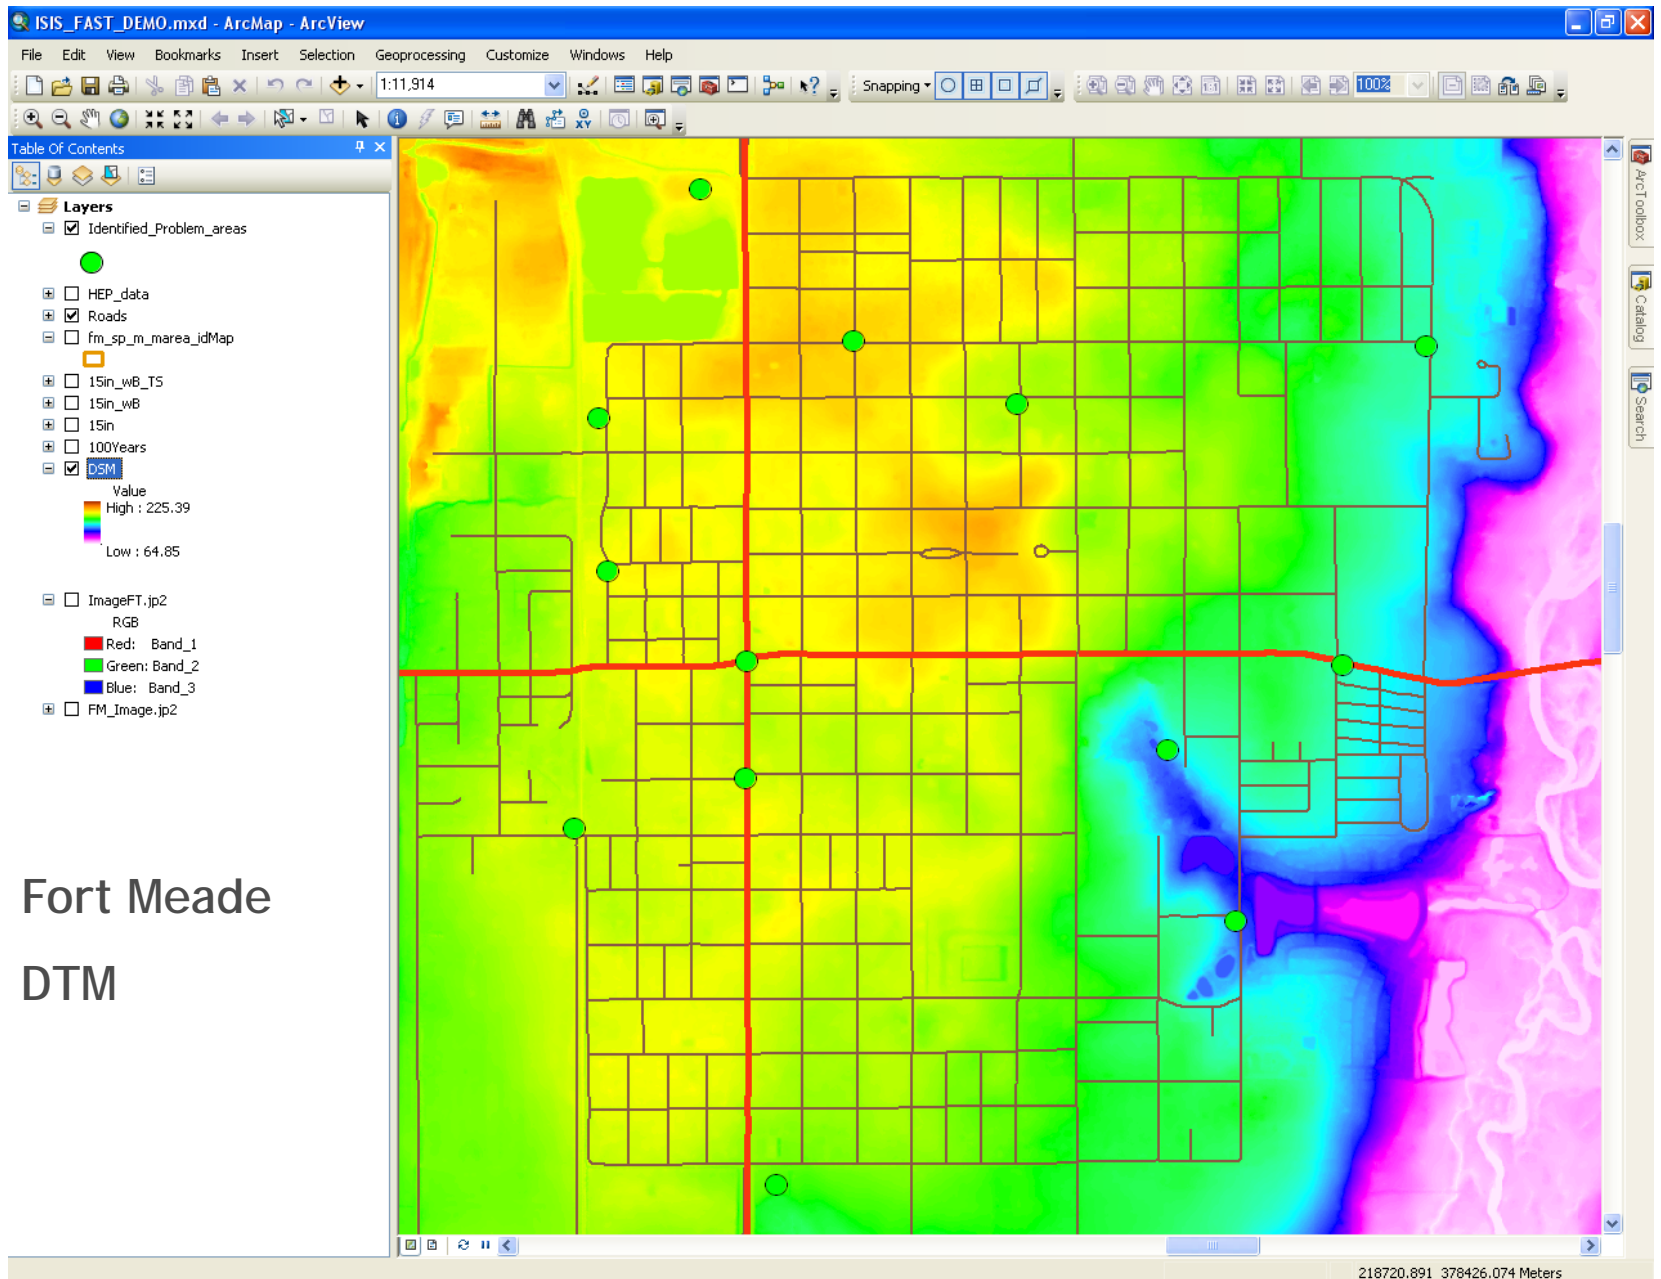 ISIS_FAST_DEMO.mxd - ArcMap - ArcView
File Edit View Bookmarks Insert Selection Geoprocessing Customize Windows Help
1:11,914
Snapping
100%
Table Of Contents
Layers
Identified_Problem_areas
HEP_data
Roads
fm_sp_m_marea_idMap
15in_wB_TS
15in_wB
15in
100Years
DSM
Value
High : 225.39
Low : 64.85
ImageFT.jp2
RGB
Red: Band_1
Green: Band_2
Blue: Band_3
FM_Image.jp2
Fort Meade
DTM
ArcToolbox
Catalog
Search
218720.891 378426.074 Meters